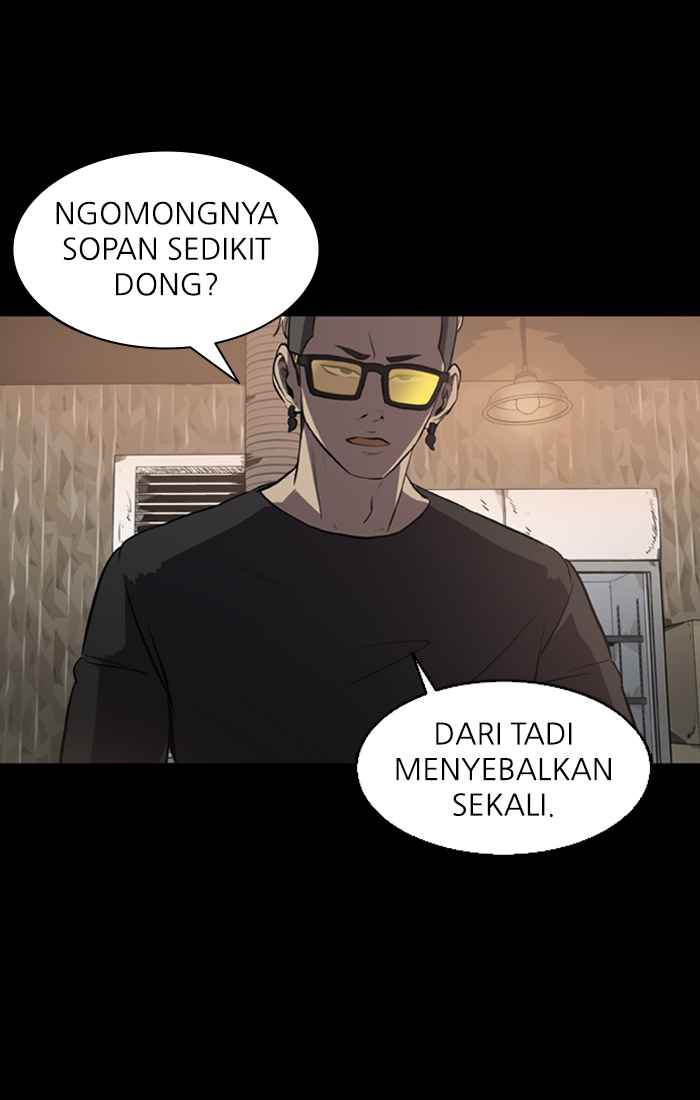 NGOMONGNYA
SOPAN SEDIKIT
DONG?
DARI TADI
MENYEBALKAN
SEKALI.